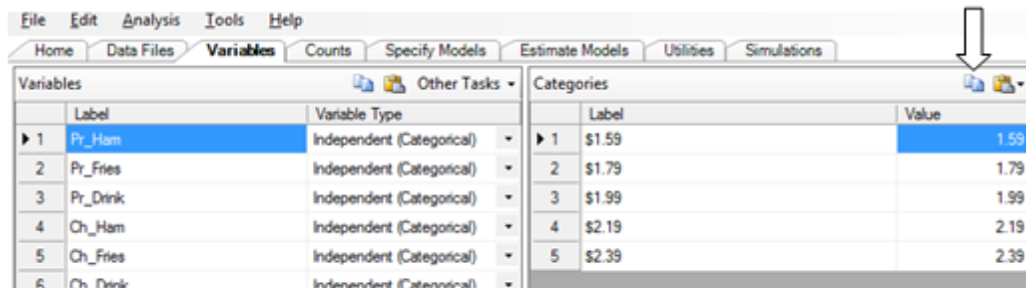 File Edit Analysis Tools Help
Home Data Files Variables Counts Specify Models Estimate Models Utilities Simulations
Variables Other Tasks Categories
Label Variable Type Label Value
1 Pr_Ham Independent (Categorical) 1 $1.59 1.59
2 Pr_Fries Independent (Categorical) 2 $1.79 1.79
3 Pr_Drink Independent (Categorical) 3 $1.99 1.99
4 Ch_Ham Independent (Categorical) 4 $2.19 2.19
5 Ch_Fries Independent (Categorical) 5 $2.39 2.39
6 Ch_Drink Independent (Categorical)